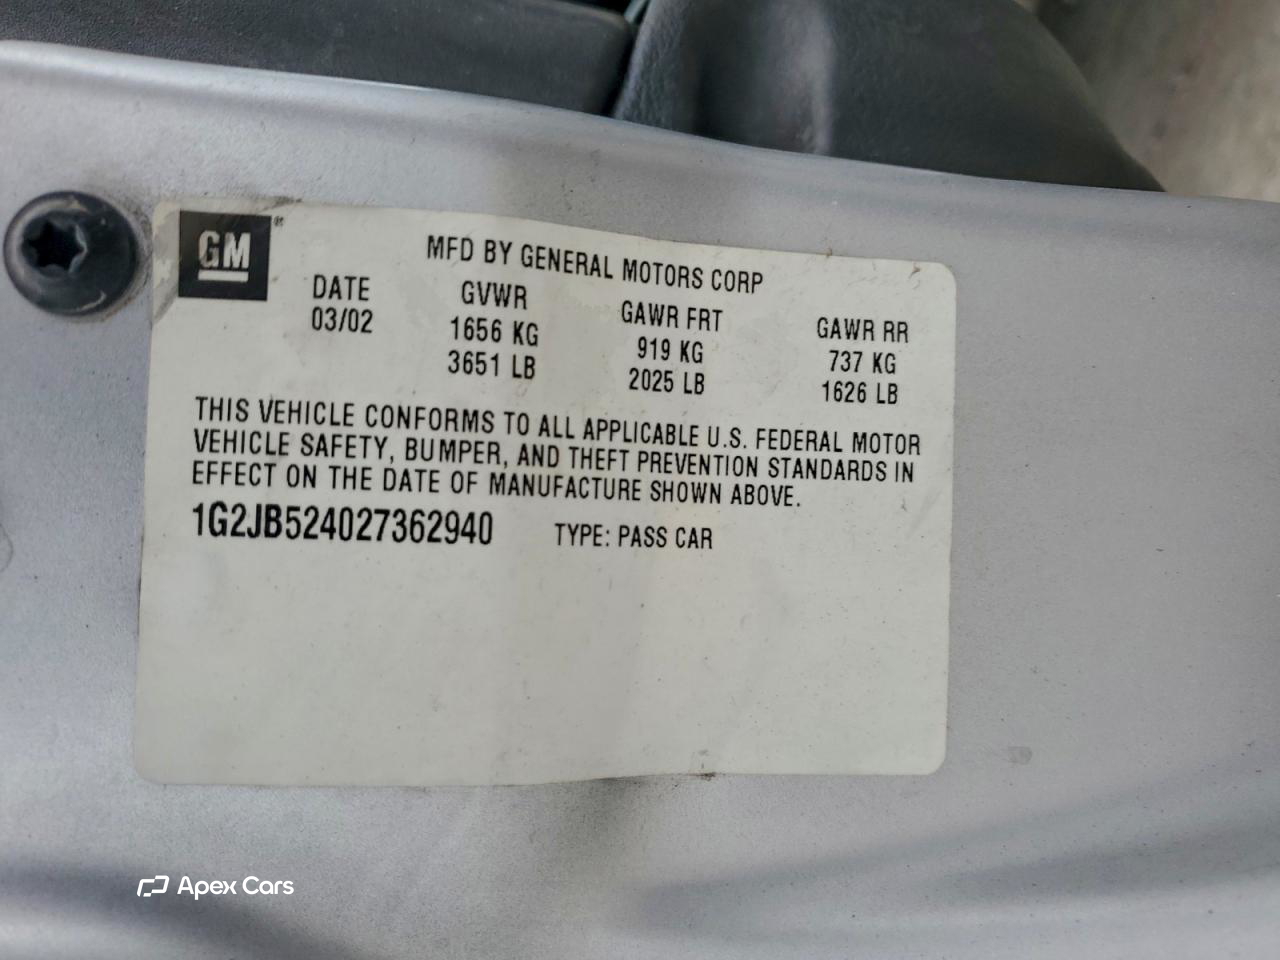 GM®
MFD BY GENERAL MOTORS CORP
DATE GVWR GAWR FRT GAWR RR
03/02 1656 KG 919 KG 737 KG
3651 LB 2025 LB 1626 LB
THIS VEHICLE CONFORMS TO ALL APPLICABLE U.S. FEDERAL MOTOR
VEHICLE SAFETY, BUMPER, AND THEFT PREVENTION STANDARDS IN
EFFECT ON THE DATE OF MANUFACTURE SHOWN ABOVE.
1G2JB524027362940 TYPE: PASS CAR
Apex Cars